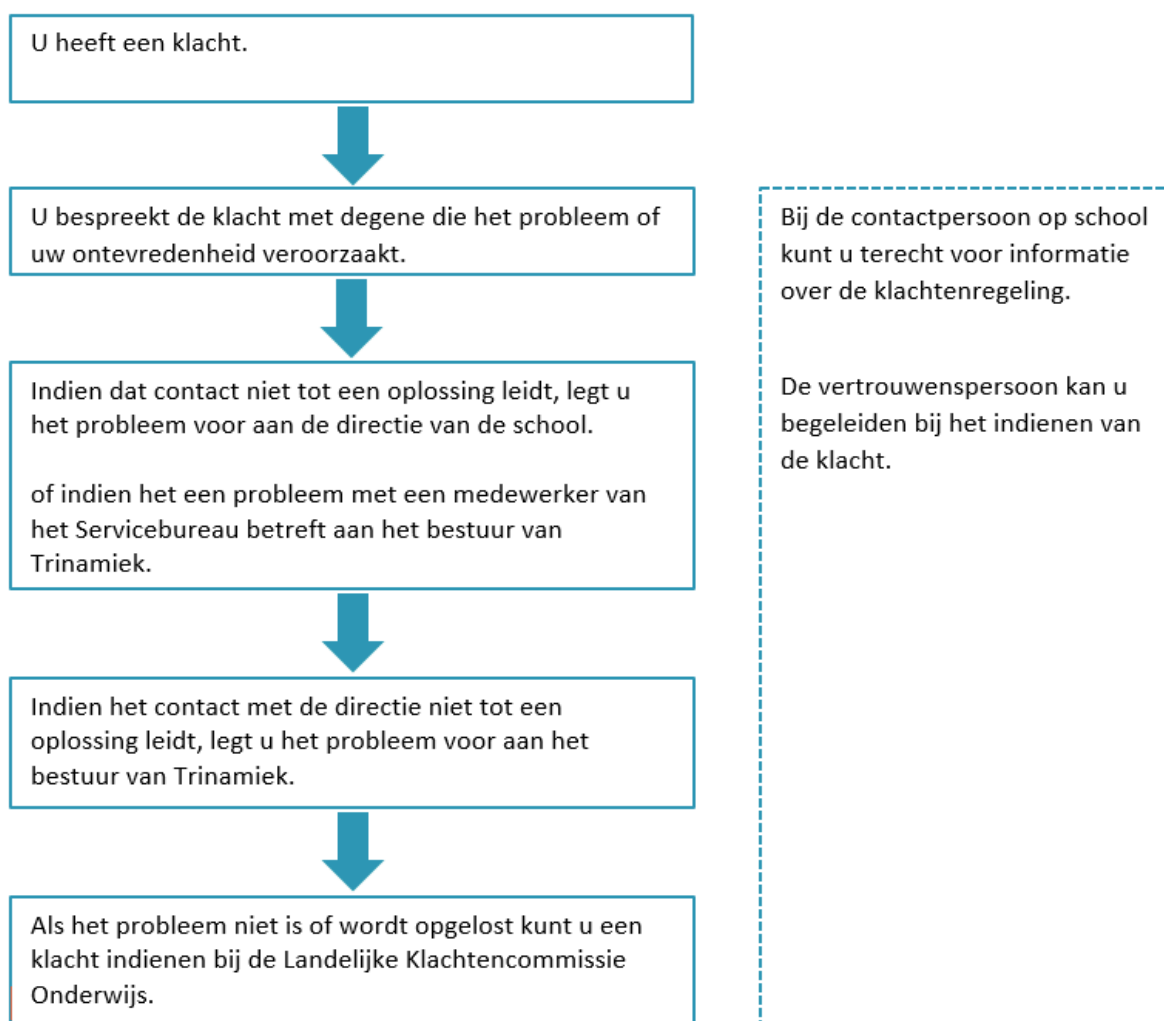 U heeft een klacht.
U bespreekt de klacht met degene die het probleem of
uw ontevredenheid veroorzaakt.
Indien dat contact niet tot een oplossing leidt, legt u
het probleem voor aan de directie van de school.
of indien het een probleem met een medewerker van
het Servicebureau betreft aan het bestuur van
Trinamiek.
Indien het contact met de directie niet tot een
oplossing leidt, legt u het probleem voor aan het
bestuur van Trinamiek.
Als het probleem niet is of wordt opgelost kunt u een
klacht indienen bij de Landelijke Klachtencommissie
Onderwijs.
Bij de contactpersoon op school
kunt u terecht voor informatie
over de klachtenregeling.
De vertrouwenspersoon kan u
begeleiden bij het indienen van
de klacht.